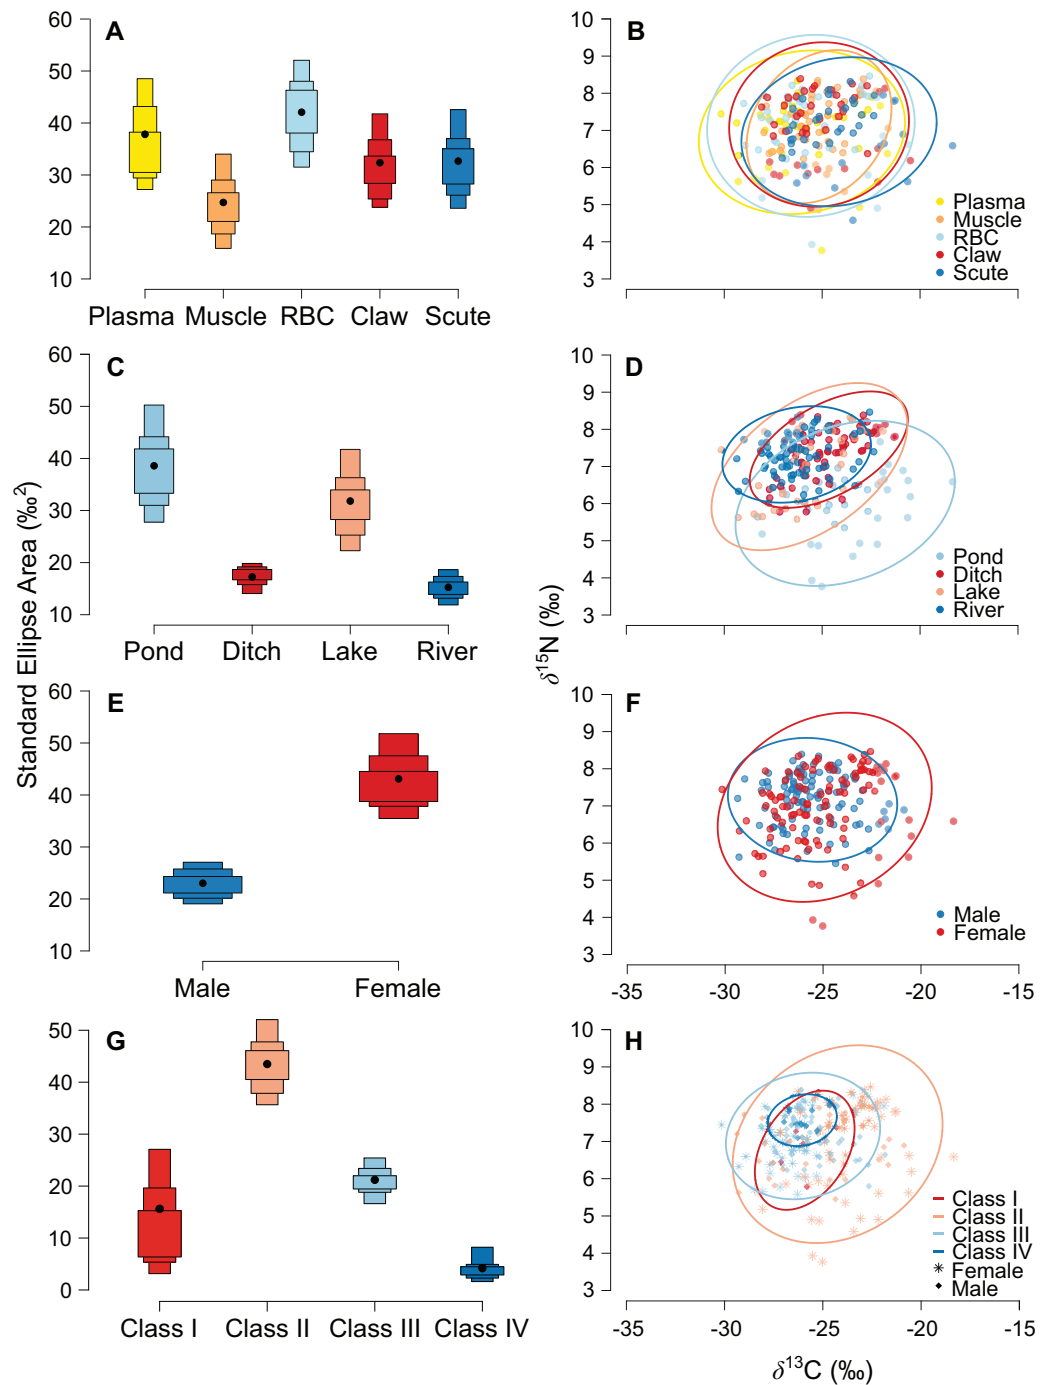 A
60
50
40
30
20
10
Plasma Muscle RBC Claw Scute
B
10
9
8
7
6
5
4
3
Plasma
Muscle
RBC
Claw
Scute
C
60
50
40
30
20
10
Pond Ditch Lake River
D
10
9
8
7
6
5
4
3
Pond
Ditch
Lake
River
Standard Ellipse Area (‰²)
δ¹⁵N (‰)
E
60
50
40
30
20
10
Male Female
F
10
9
8
7
6
5
4
3
Male
Female
-35 -30 -25 -20 -15
G
50
40
30
20
10
0
Class I Class II Class III Class IV
H
10
9
8
7
6
5
4
3
Class I
Class II
Class III
Class IV
Female
Male
-35 -30 -25 -20 -15
δ¹³C (‰)